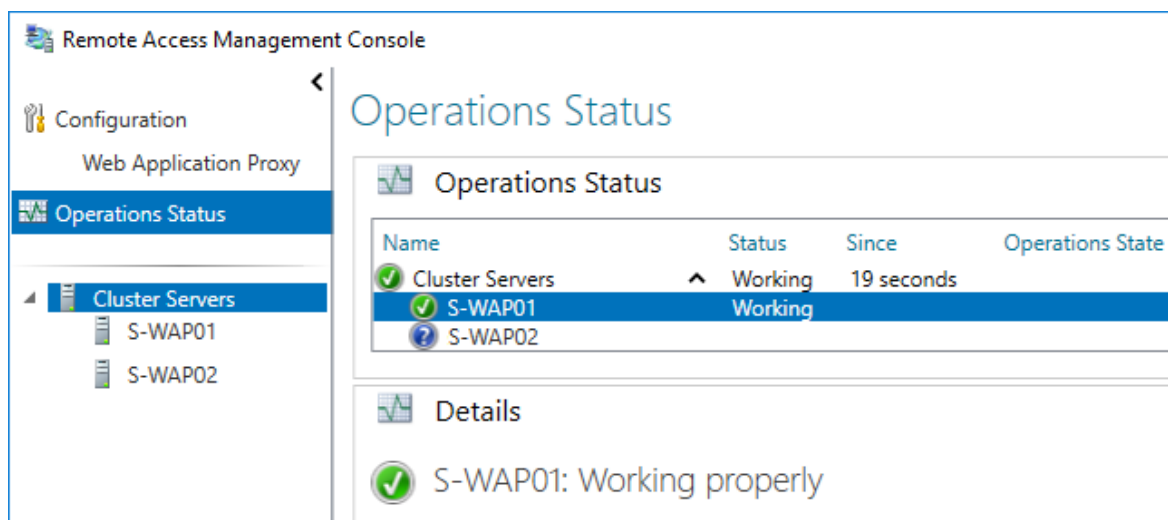 Remote Access Management Console
Configuration
Web Application Proxy
Operations Status
Cluster Servers
S-WAP01
S-WAP02
Operations Status
Operations Status
Name Status Since Operations State
Cluster Servers Working 19 seconds
S-WAP01 Working
S-WAP02
Details
S-WAP01: Working properly